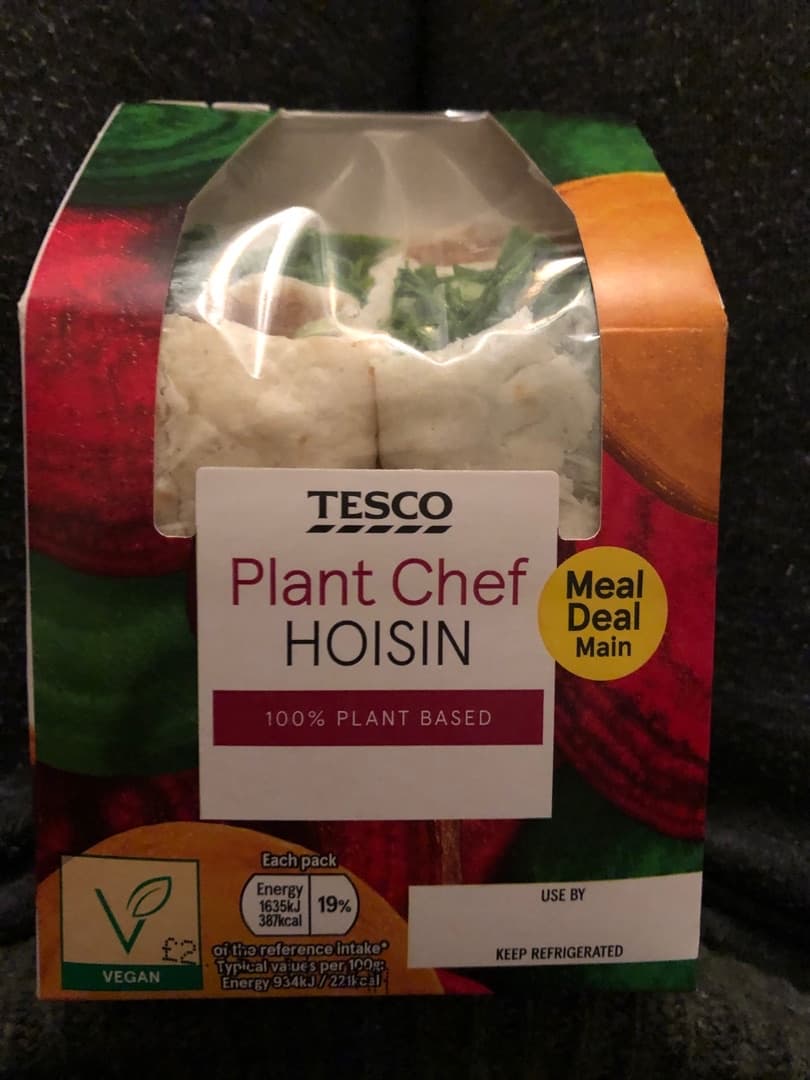 TESCO
Plant Chef
HOISIN
100% PLANT BASED
Meal
Deal
Main
Each pack
Energy
1635kJ
387kcal
19%
of the reference intake*
Typical values per 100g:
Energy 934kJ / 221kcal
£2
VEGAN
USE BY
KEEP REFRIGERATED